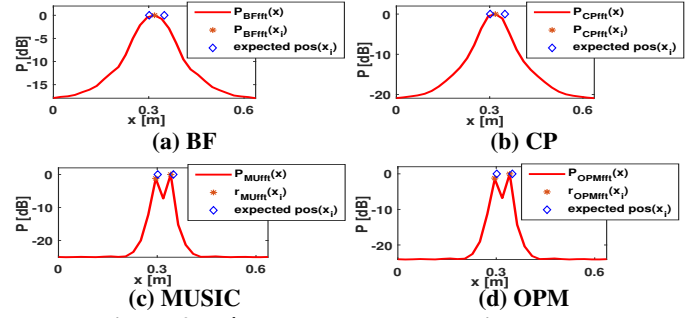 P_BFfft(x)
P_BFfft(x_i)
expected pos(x_i)
P [dB]
0
-5
-10
-15
0
0.3
0.6
x [m]
(a) BF
P_CPfft(x)
P_CPfft(x_i)
expected pos(x_i)
P [dB]
0
-10
-20
0
0.3
0.6
x [m]
(b) CP
P_MUfft(x)
r_MUfft(x_i)
expected pos(x_i)
P [dB]
0
-10
-20
0
0.3
0.6
x [m]
(c) MUSIC
P_OPMfft(x)
r_OPMfft(x_i)
expected pos(x_i)
P [dB]
0
-10
-20
0
0.3
0.6
x [m]
(d) OPM